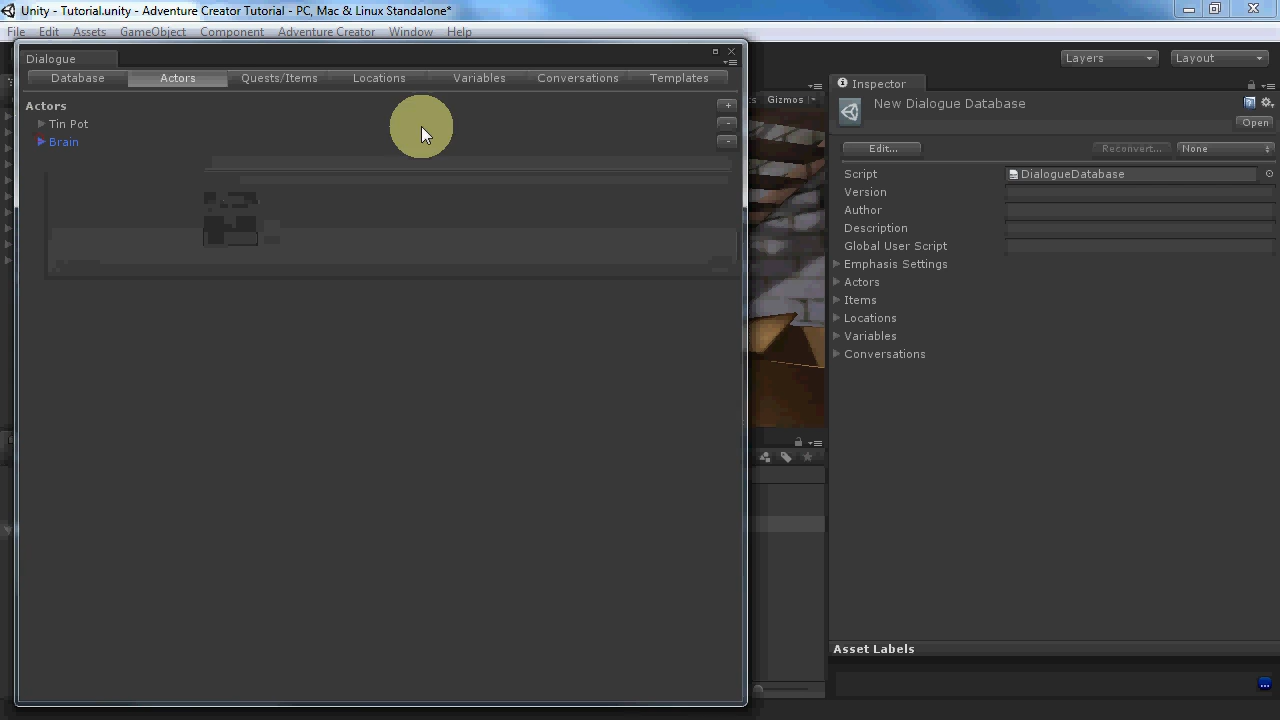 Unity - Tutorial.unity - Adventure Creator Tutorial - PC, Mac & Linux Standalone*
File Edit Assets GameObject Component Adventure Creator Window Help
Layers Layout
Dialogue
Database Actors Quests/Items Locations Variables Conversations Templates
Actors
Tin Pot
Brain
Gizmos
Inspector
New Dialogue Database
Open
Edit... Reconvert... None
Script DialogueDatabase
Version
Author
Description
Global User Script
Emphasis Settings
Actors
Items
Locations
Variables
Conversations
Asset Labels